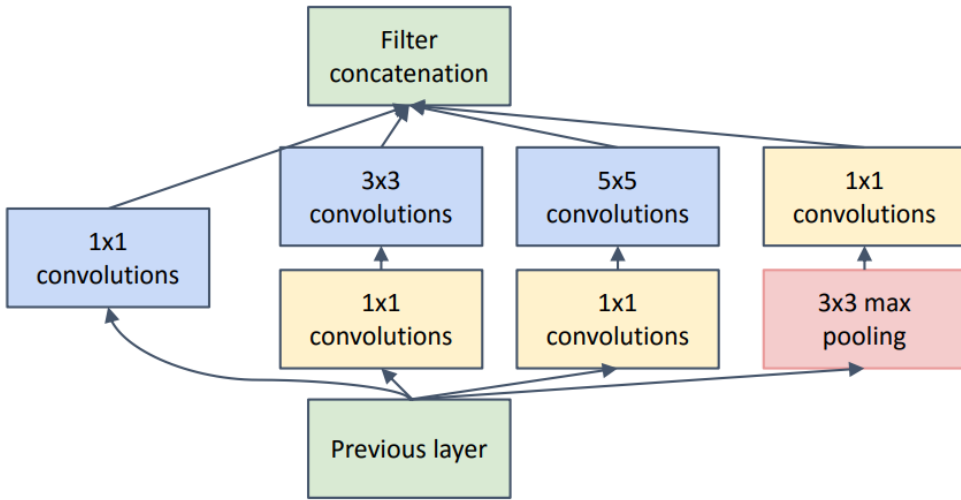 Filter
concatenation
3x3
convolutions
5x5
convolutions
1x1
convolutions
1x1
convolutions
1x1
convolutions
1x1
convolutions
3x3 max
pooling
Previous layer